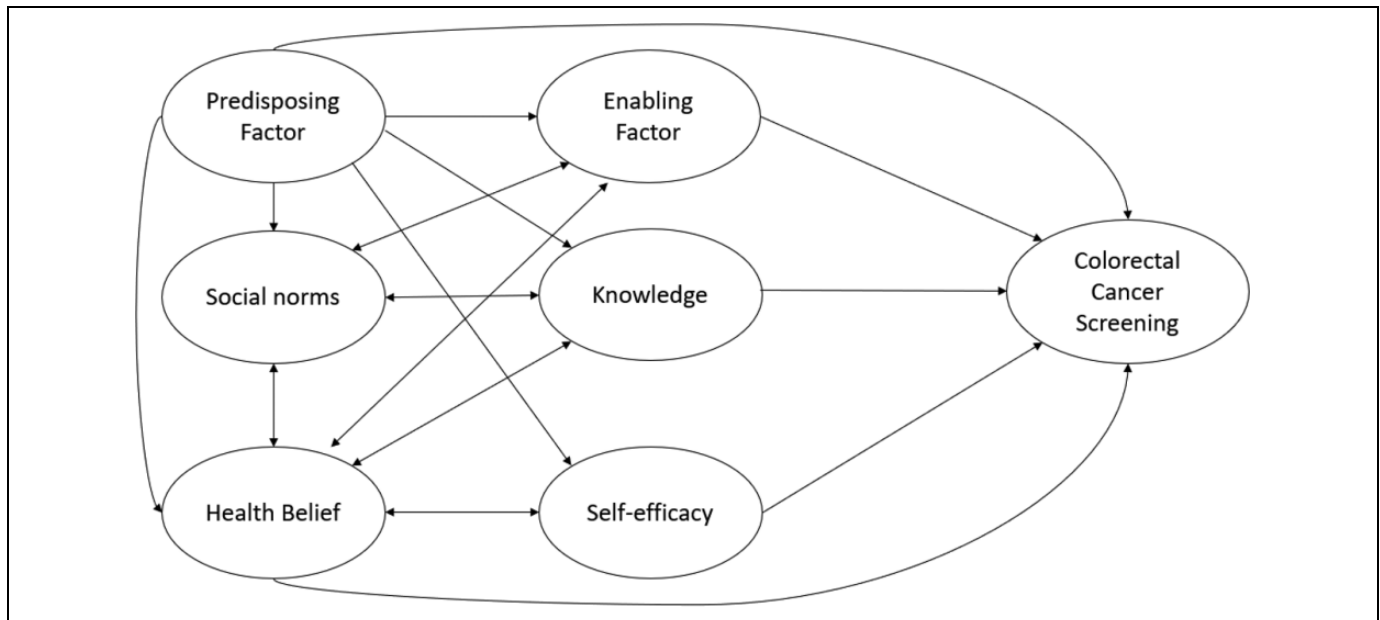 Predisposing
Factor
Enabling
Factor
Social norms
Knowledge
Colorectal
Cancer
Screening
Health Belief
Self-efficacy